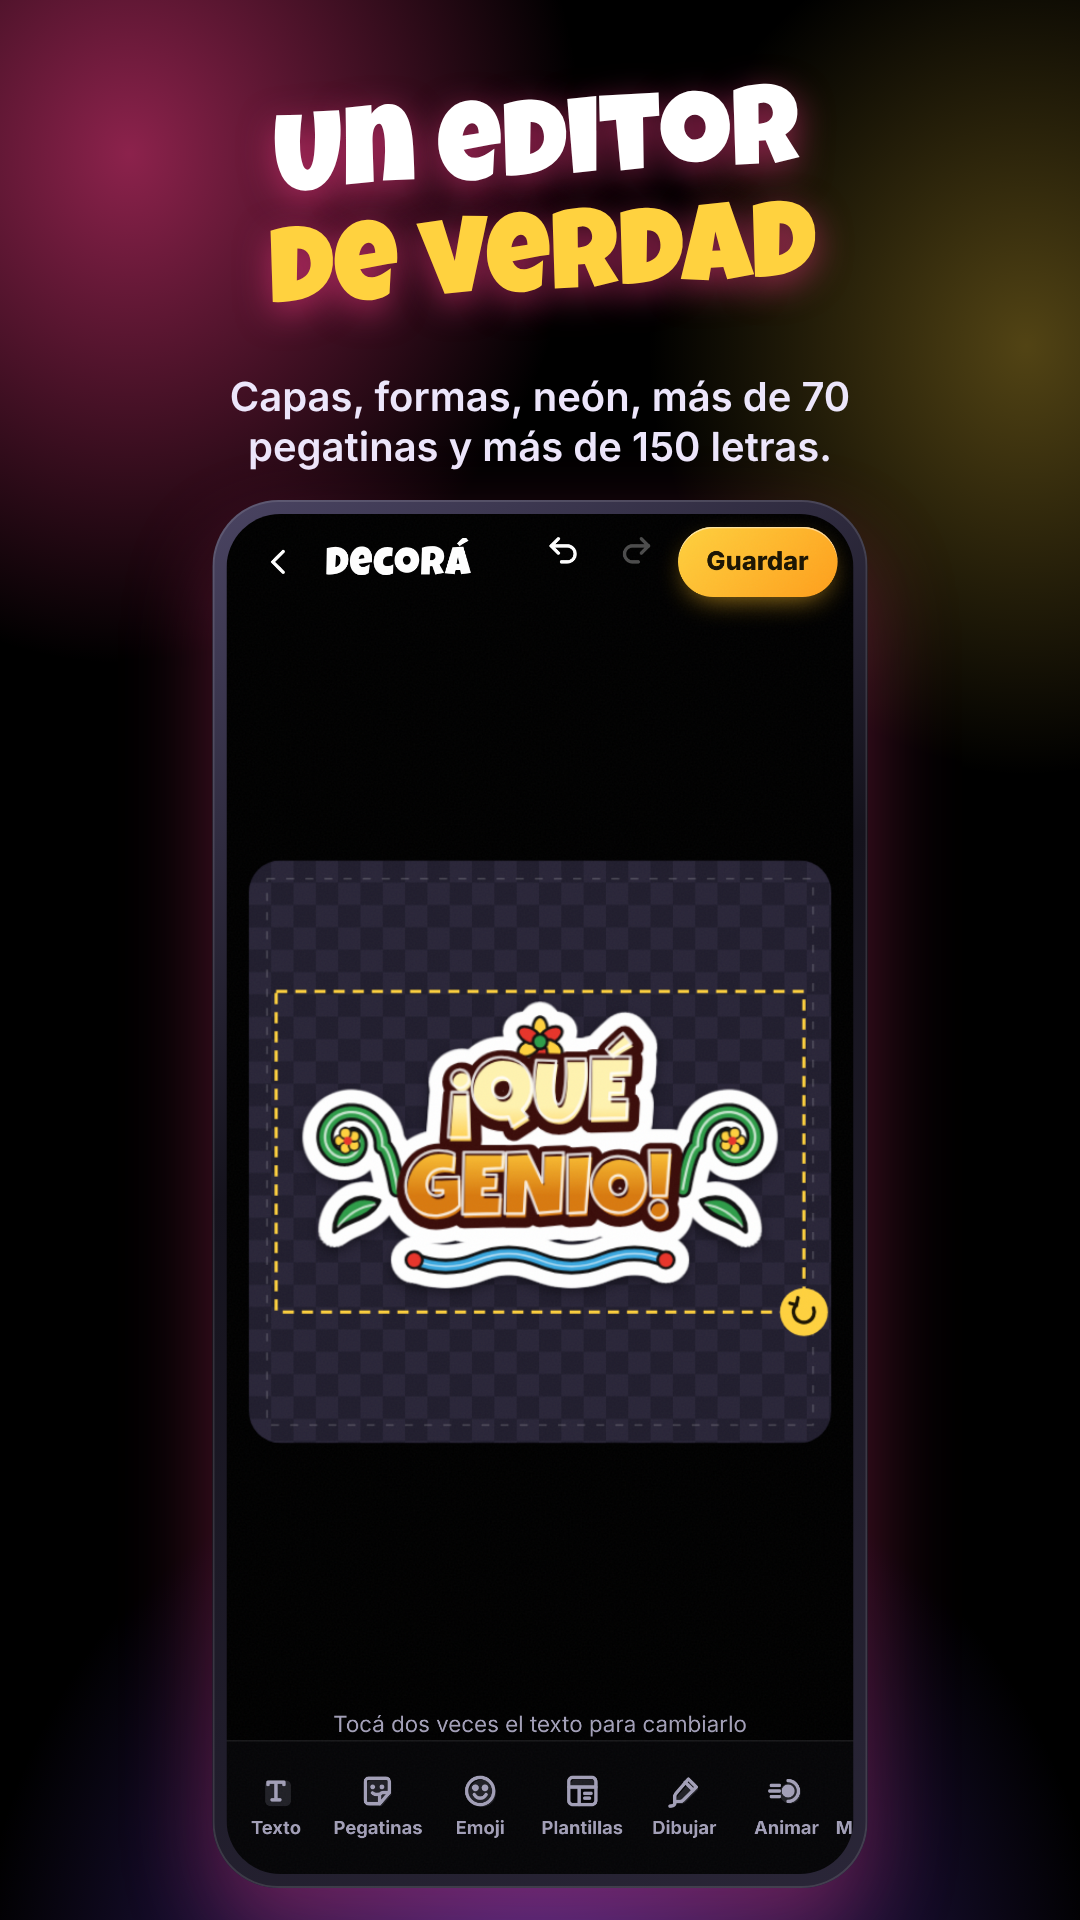 Un editor
de verdad
Capas, formas, neón, más de 70
pegatinas y más de 150 letras.
Decorá
Guardar
¡QUÉ
GENIO!
Tocá dos veces el texto para cambiarlo
Texto
Pegatinas
Emoji
Plantillas
Dibujar
Animar